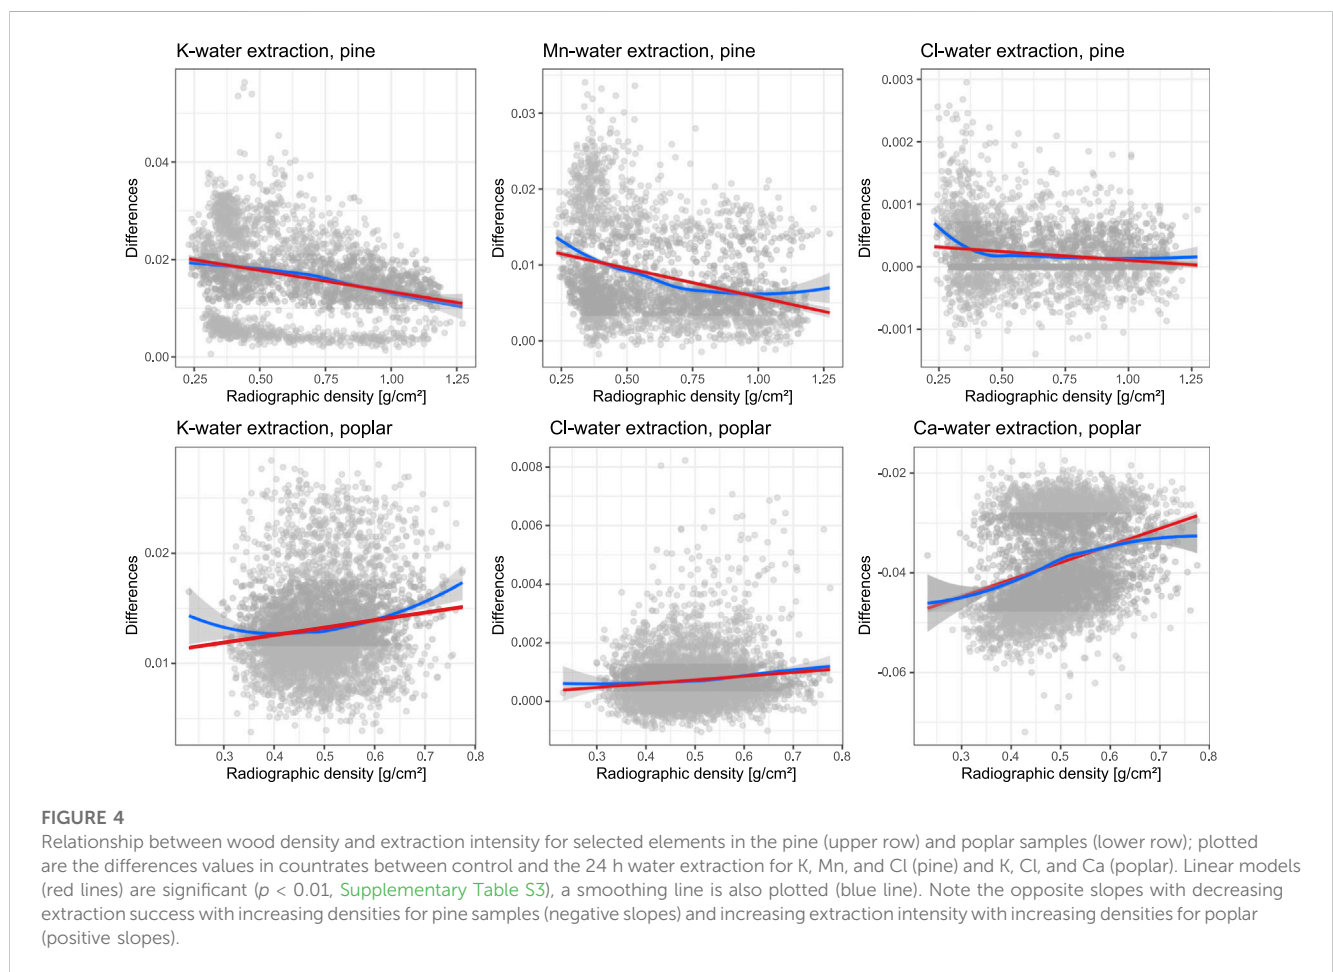 K-water extraction, pine
Mn-water extraction, pine
Cl-water extraction, pine
Differences
0.04
0.02
0.00
0.25 0.50 0.75 1.00 1.25
Radiographic density [g/cm²]
Differences
0.03
0.02
0.01
0.00
0.25 0.50 0.75 1.00 1.25
Radiographic density [g/cm²]
Differences
0.003
0.002
0.001
0.000
-0.001
0.25 0.50 0.75 1.00 1.25
Radiographic density [g/cm²]
K-water extraction, poplar
Cl-water extraction, poplar
Ca-water extraction, poplar
Differences
0.02
0.01
0.3 0.4 0.5 0.6 0.7 0.8
Radiographic density [g/cm²]
Differences
0.008
0.006
0.004
0.002
0.000
0.3 0.4 0.5 0.6 0.7 0.8
Radiographic density [g/cm²]
Differences
-0.02
-0.04
-0.06
0.3 0.4 0.5 0.6 0.7 0.8
Radiographic density [g/cm²]
FIGURE 4
Relationship between wood density and extraction intensity for selected elements in the pine (upper row) and poplar samples (lower row); plotted
are the differences values in countrates between control and the 24 h water extraction for K, Mn, and Cl (pine) and K, Cl, and Ca (poplar). Linear models
(red lines) are significant (p < 0.01, Supplementary Table S3), a smoothing line is also plotted (blue line). Note the opposite slopes with decreasing
extraction success with increasing densities for pine samples (negative slopes) and increasing extraction intensity with increasing densities for poplar
(positive slopes).